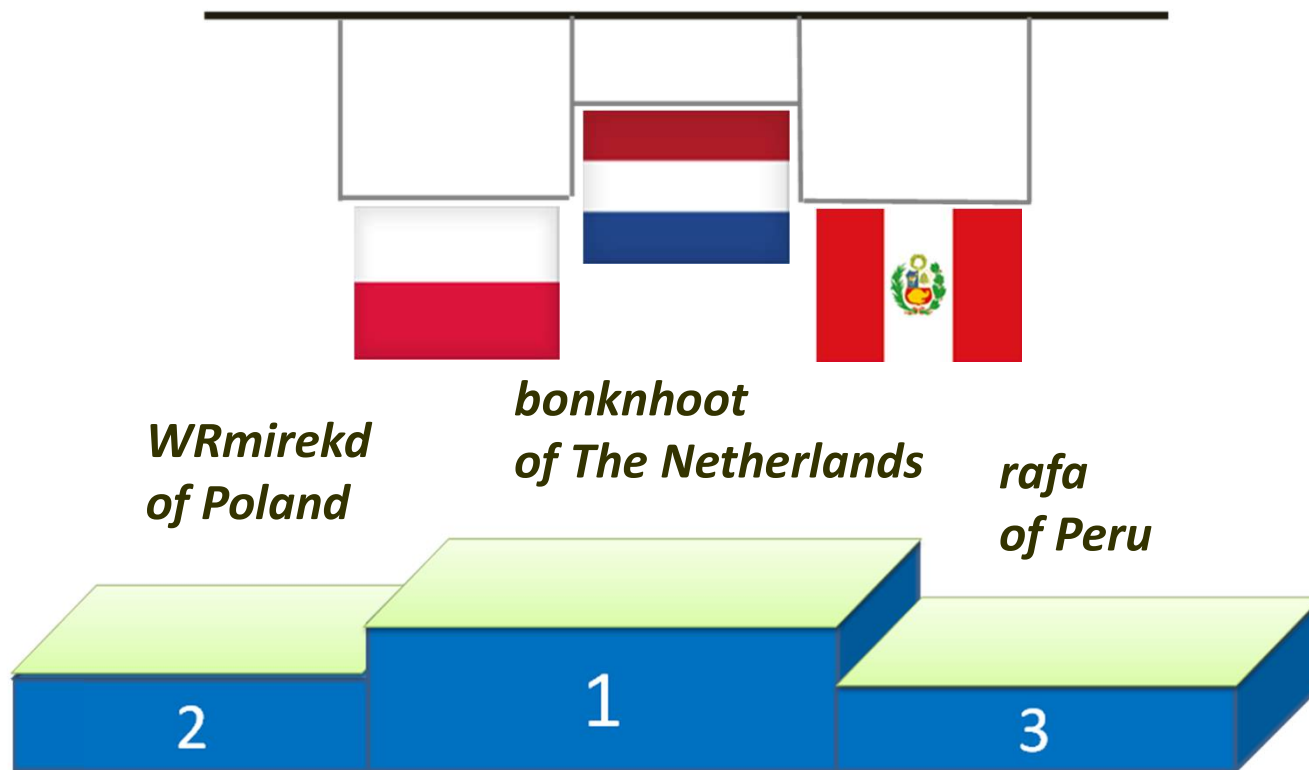 WRmirekd
of Poland
bonknhoot
of The Netherlands
rafa
of Peru
2
1
3